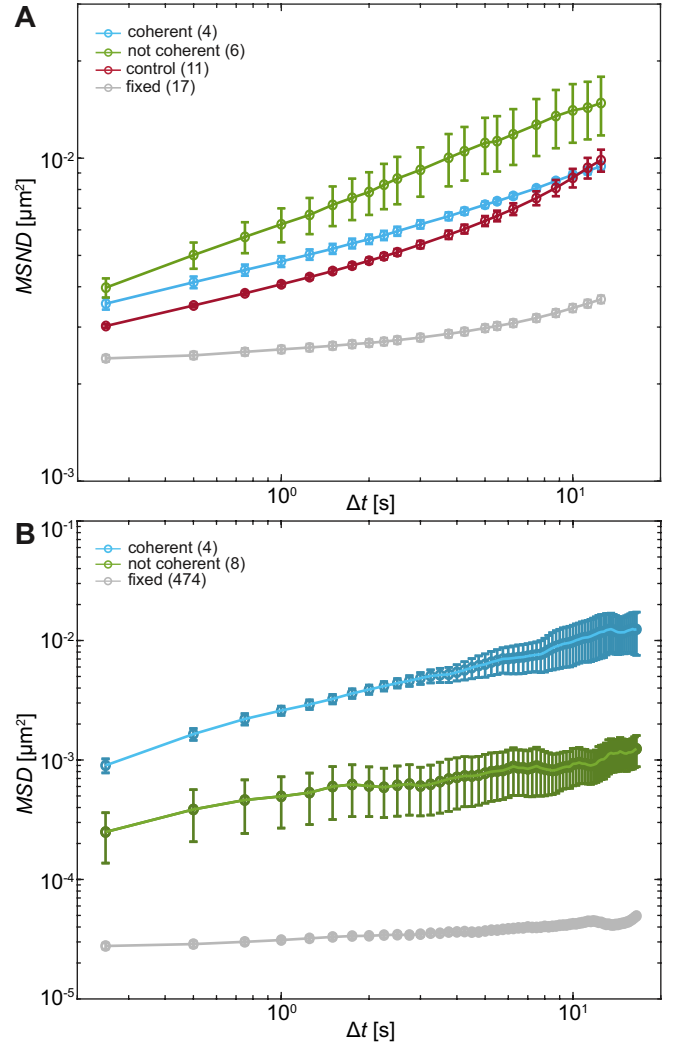 A
coherent (4)
not coherent (6)
control (11)
fixed (17)
MSND [μm²]
10⁻²
10⁻³
10⁰
10¹
Δt [s]
B
coherent (4)
not coherent (8)
fixed (474)
MSD [μm²]
10⁻¹
10⁻²
10⁻³
10⁻⁴
10⁻⁵
10⁰
10¹
Δt [s]